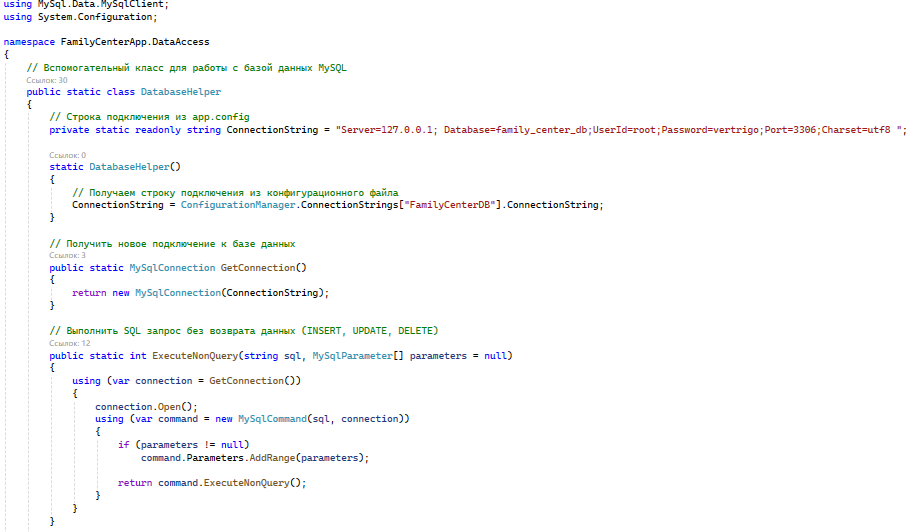 using MySql.Data.MySqlClient;
using System.Configuration;
namespace FamilyCenterApp.DataAccess
{
// Вспомогательный класс для работы с базой данных MySQL
Ссылок: 30
public static class DatabaseHelper
{
// Строка подключения из app.config
private static readonly string ConnectionString = "Server=127.0.0.1; Database=family_center_db;UserId=root;Password=vertrigo;Port=3306;Charset=utf8 ";
Ссылок: 0
static DatabaseHelper()
{
// Получаем строку подключения из конфигурационного файла
ConnectionString = ConfigurationManager.ConnectionStrings["FamilyCenterDB"].ConnectionString;
}
// Получить новое подключение к базе данных
Ссылок: 3
public static MySqlConnection GetConnection()
{
return new MySqlConnection(ConnectionString);
}
// Выполнить SQL запрос без возврата данных (INSERT, UPDATE, DELETE)
Ссылок: 12
public static int ExecuteNonQuery(string sql, MySqlParameter[] parameters = null)
{
using (var connection = GetConnection())
{
connection.Open();
using (var command = new MySqlCommand(sql, connection))
{
if (parameters != null)
command.Parameters.AddRange(parameters);
return command.ExecuteNonQuery();
}
}
}